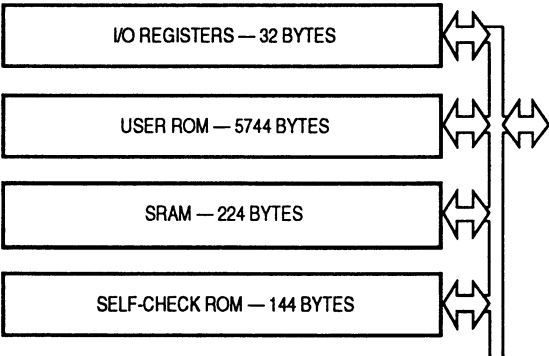 I/O REGISTERS — 32 BYTES
USER ROM — 5744 BYTES
SRAM — 224 BYTES
SELF-CHECK ROM — 144 BYTES